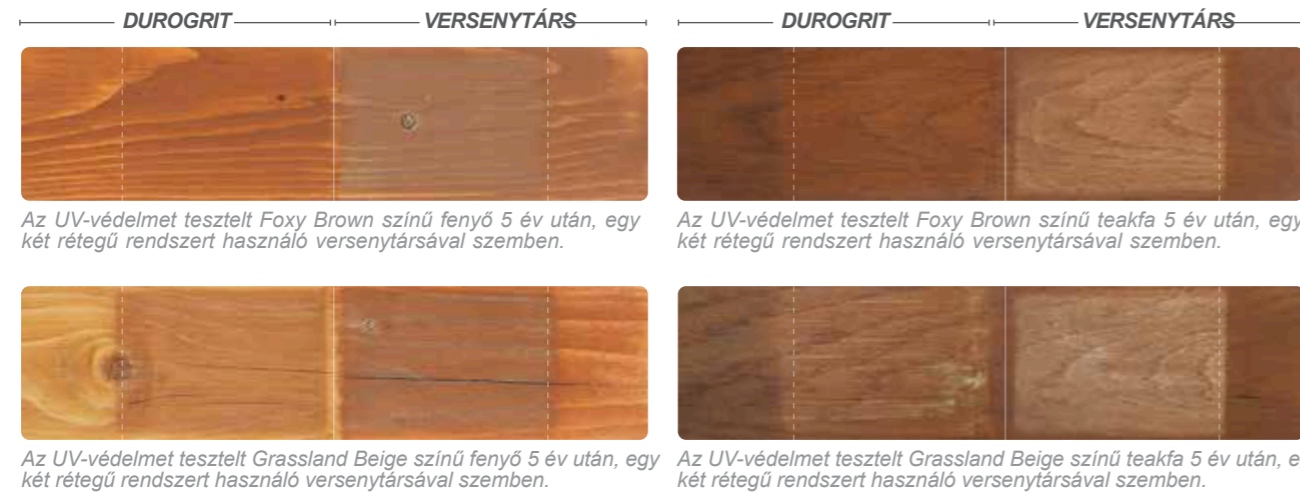 DUROGRIT VERSENYTÁRS
Az UV-védelmet tesztelt Foxy Brown színű fenyő 5 év után, egy
két rétegű rendszert használó versenytársával szemben.
DUROGRIT VERSENYTÁRS
Az UV-védelmet tesztelt Foxy Brown színű teakfa 5 év után, egy
két rétegű rendszert használó versenytársával szemben.
Az UV-védelmet tesztelt Grassland Beige színű fenyő 5 év után, egy
két rétegű rendszert használó versenytársával szemben.
Az UV-védelmet tesztelt Grassland Beige színű teakfa 5 év után, e
két rétegű rendszert használó versenytársával szemben.